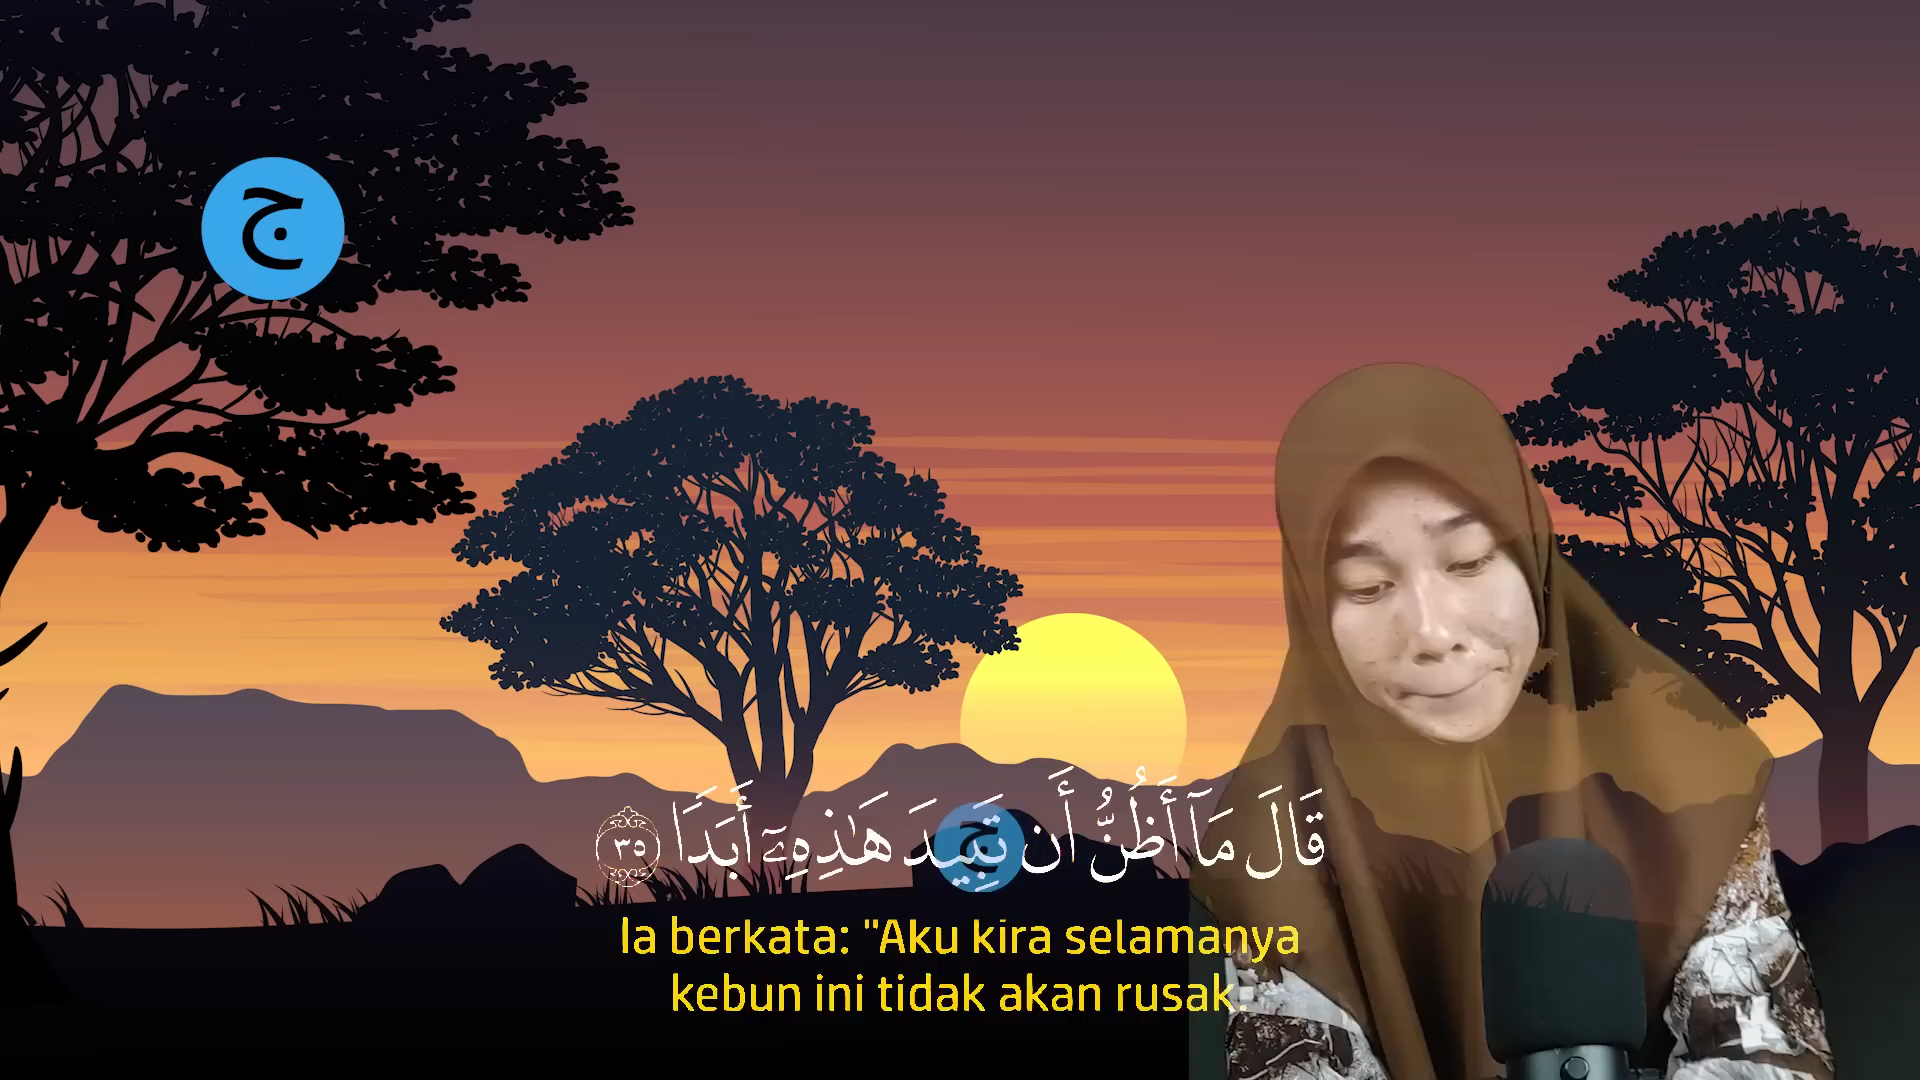 ج
قَالَ مَآ أَظُنُّ أَن تَبِيدَ هَٰذِهِۦٓ أَبَدًا ٣٥
ج
Ia berkata: "Aku kira selamanya
kebun ini tidak akan rusak.